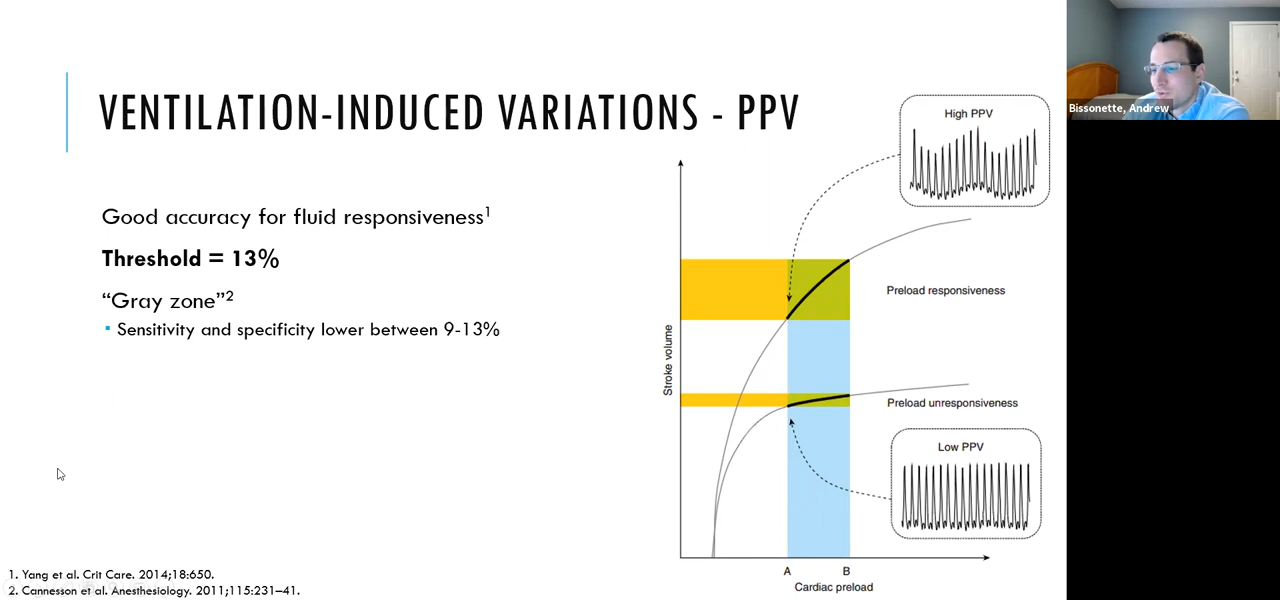 VENTILATION-INDUCED VARIATIONS - PPV
Good accuracy for fluid responsiveness1
Threshold = 13%
“Gray zone”2
Sensitivity and specificity lower between 9-13%
1. Yang et al. Crit Care. 2014;18:650.
2. Cannesson et al. Anesthesiology. 2011;115:231–41.
High PPV
Preload responsiveness
Stroke volume
Preload unresponsiveness
Low PPV
A B
Cardiac preload
Bissonette, Andrew